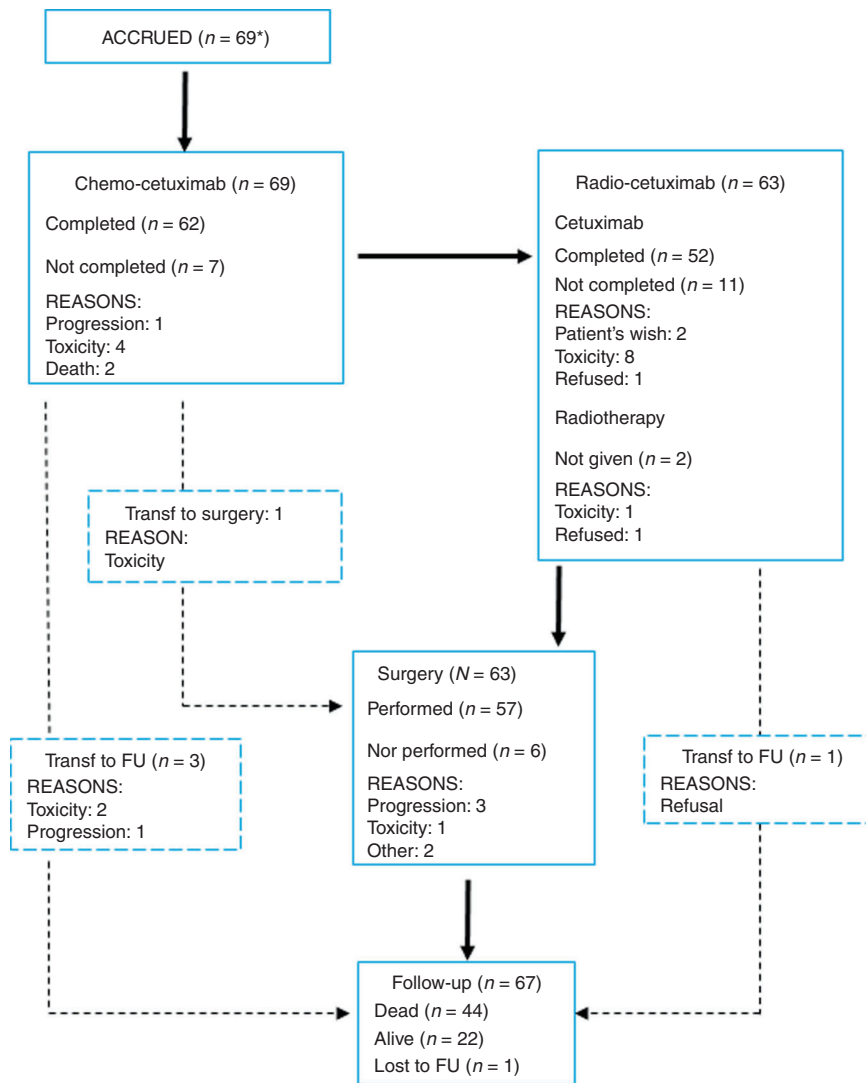 ACCRUED (n = 69*)
Chemo-cetuximab (n = 69)
Completed (n = 62)
Not completed (n = 7)
REASONS:
Progression: 1
Toxicity: 4
Death: 2
Radio-cetuximab (n = 63)
Cetuximab
Completed (n = 52)
Not completed (n = 11)
REASONS:
Patient's wish: 2
Toxicity: 8
Refused: 1
Radiotherapy
Not given (n = 2)
REASONS:
Toxicity: 1
Refused: 1
Transf to surgery: 1
REASON:
Toxicity
Surgery (N = 63)
Performed (n = 57)
Nor performed (n = 6)
REASONS:
Progression: 3
Toxicity: 1
Other: 2
Transf to FU (n = 3)
REASONS:
Toxicity: 2
Progression: 1
Transf to FU (n = 1)
REASONS:
Refusal
Follow-up (n = 67)
Dead (n = 44)
Alive (n = 22)
Lost to FU (n = 1)